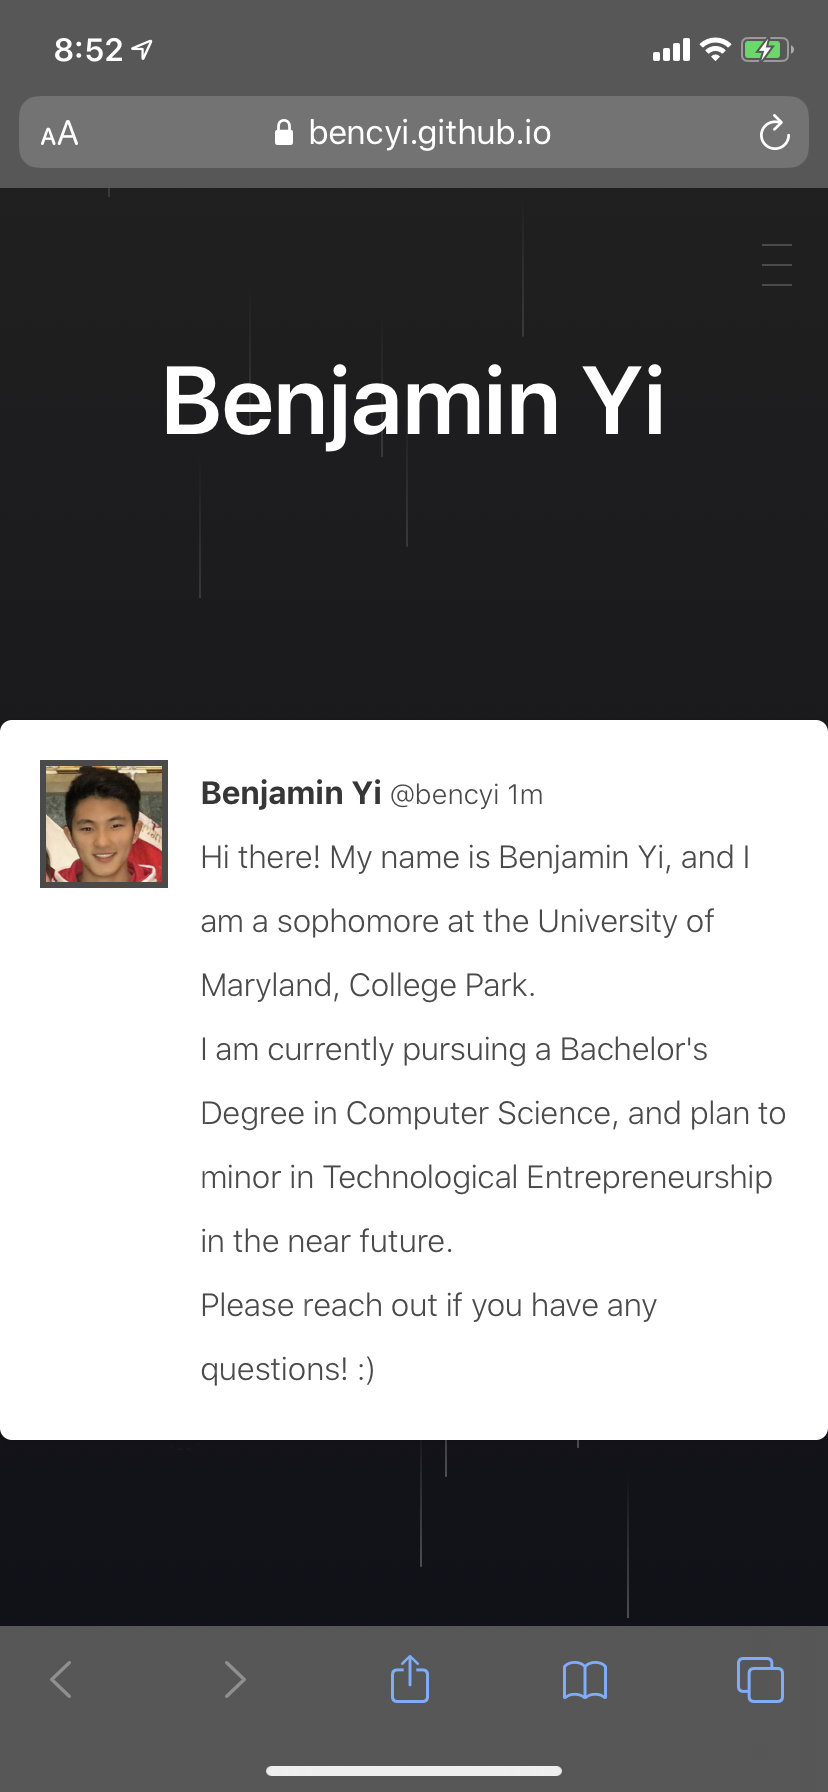 8:52
AA bencyi.github.io
Benjamin Yi
Benjamin Yi @bencyi 1m
Hi there! My name is Benjamin Yi, and I
am a sophomore at the University of
Maryland, College Park.
I am currently pursuing a Bachelor's
Degree in Computer Science, and plan to
minor in Technological Entrepreneurship
in the near future.
Please reach out if you have any
questions! :)